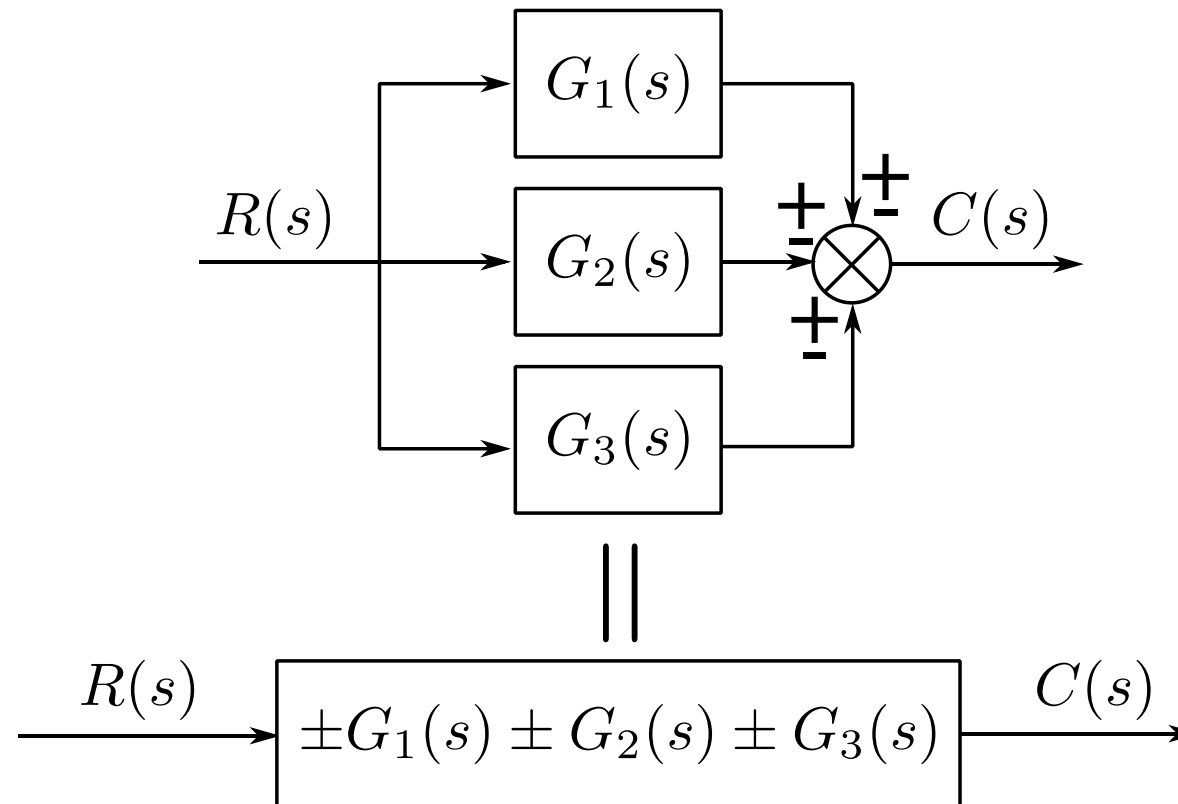 G₁(s)
R(s)
G₂(s)
+
-
+
-
C(s)
+
-
G₃(s)
R(s)
±G₁(s) ± G₂(s) ± G₃(s)
C(s)